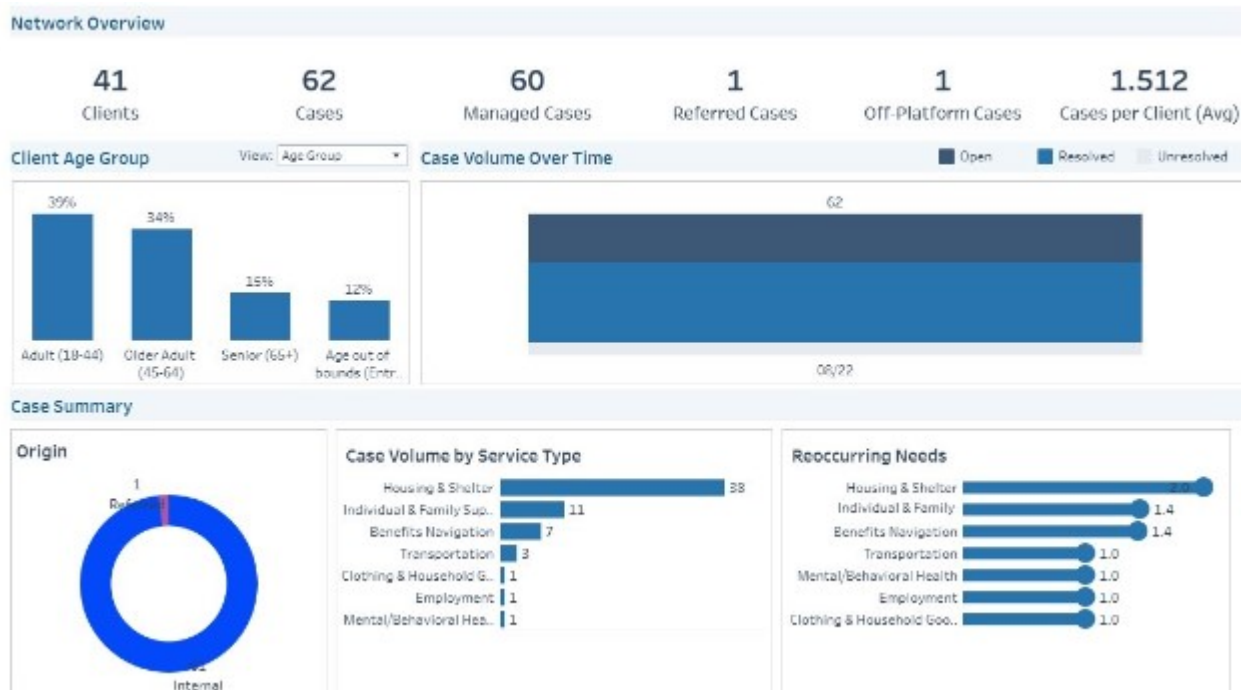 Network Overview
41 62 60 1 1 1.512
Clients Cases Managed Cases Referred Cases Off-Platform Cases Cases per Client (Avg)
Client Age Group View: Age Group Case Volume Over Time Open Resolved Unresolved
39%
34%
15%
12%
Adult (18-44) Older Adult (45-64) Senior (65+) Age out of bounds (Entr..
62
08/22
Case Summary
Origin
1
Internal
Case Volume by Service Type
Housing & Shelter 38
Individual & Family Sup.. 11
Benefits Navigation 7
Transportation 3
Clothing & Household G.. 1
Employment 1
Mental/Behavioral Hea.. 1
Reoccurring Needs
Housing & Shelter 2.0
Individual & Family 1.4
Benefits Navigation 1.4
Transportation 1.0
Mental/Behavioral Health 1.0
Employment 1.0
Clothing & Household Goo.. 1.0